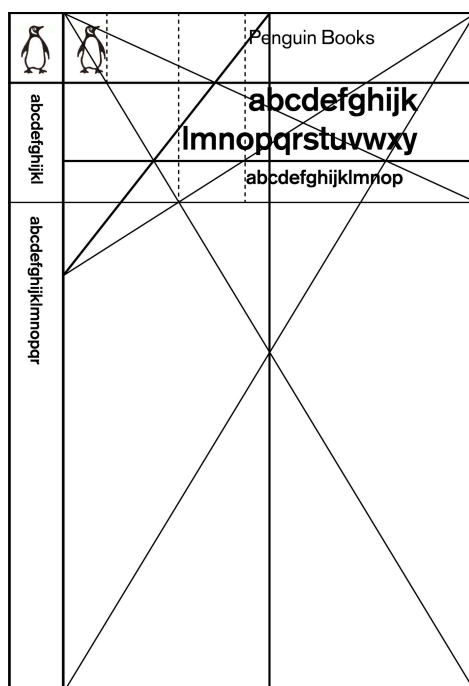 Penguin Books
abcdefghijk
lmnopqrstuvwxy
abcdefghijklmnop
abcdefghijkl
abcdefghijklmnopqr